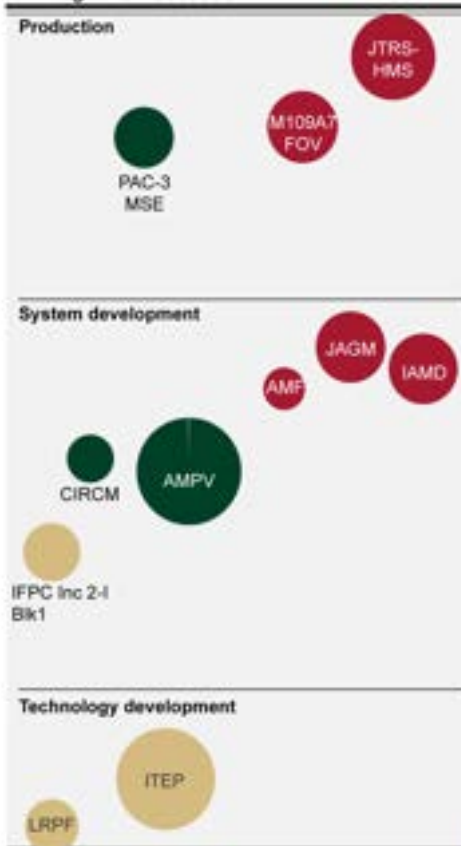 Production
JTRS-
HMS
M109A7
FOV
PAC-3
MSE
System development
JAGM
IAMD
AMF
CIRCM
AMPV
IFPC Inc 2-I
Blk1
Technology development
ITEP
LRPF